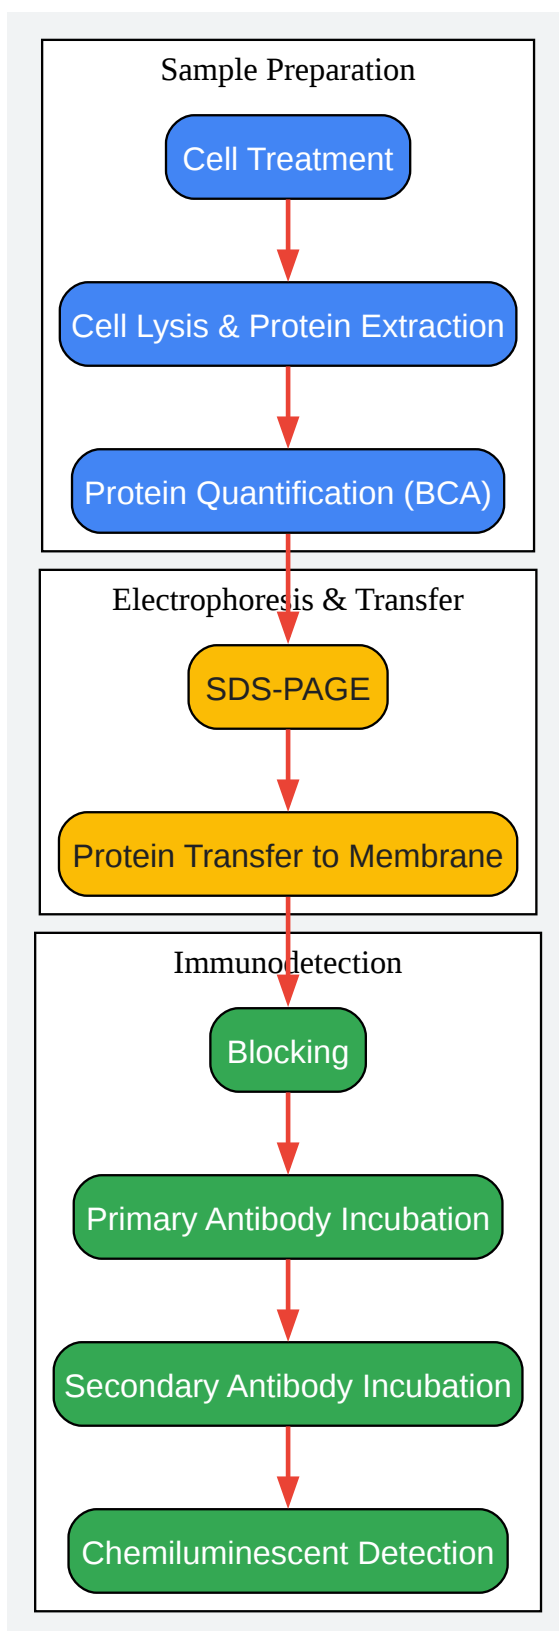 Sample Preparation
Cell Treatment
Cell Lysis & Protein Extraction
Protein Quantification (BCA)
Electrophoresis & Transfer
SDS-PAGE
Protein Transfer to Membrane
Immunodetection
Blocking
Primary Antibody Incubation
Secondary Antibody Incubation
Chemiluminescent Detection